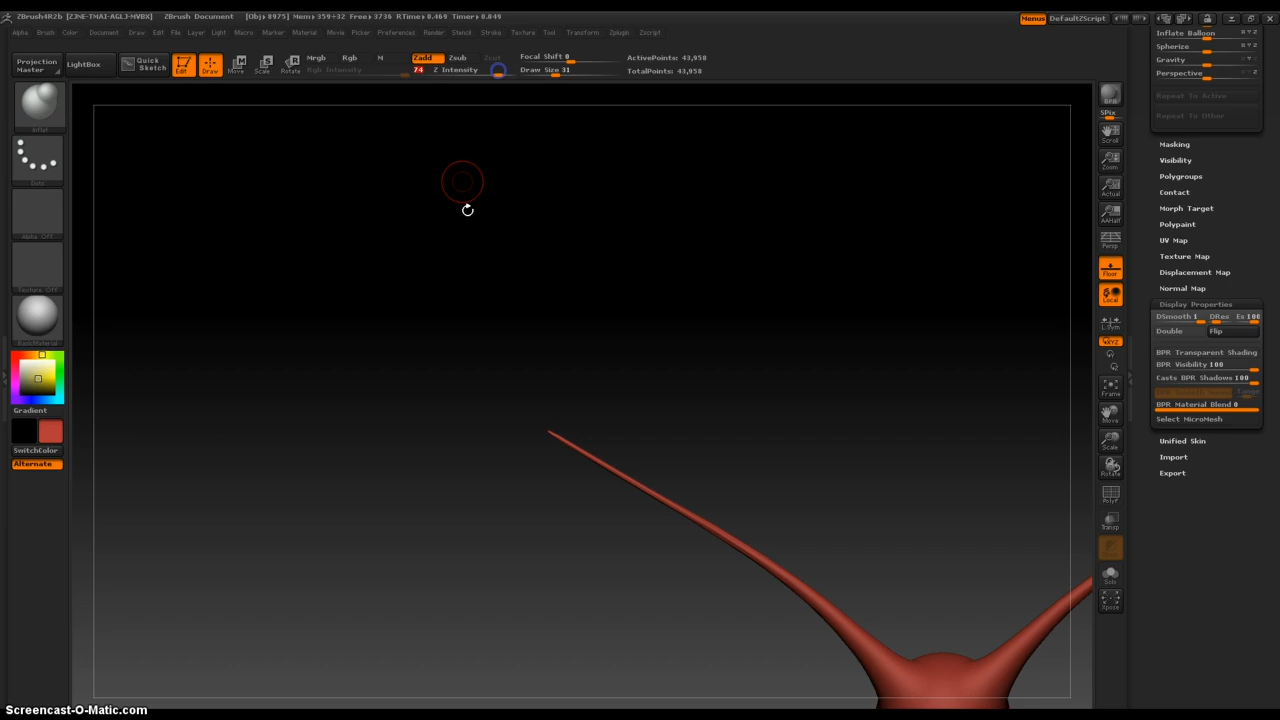 ZBrush4R2b [ZJNE-TMAI-AGLJ-MVBX] ZBrush Document [Obj>8975] Mem>359+32 Free>3736 RTime>0.469 Timer>0.049 Menus DefaultZScript
Alpha Brush Color Document Draw Edit File Layer Light Macro Marker Material Movie Picker Preferences Render Stencil Stroke Texture Tool Transform Zplugin Zscript
Projection Master
LightBox
Quick Sketch
Edit
Draw
Move
Scale
Rotate
Mrgb Rgb M
Rgb Intensity
Zadd Zsub Zcut
74 Z Intensity
Focal Shift 0
Draw Size 31
ActivePoints: 43,958
TotalPoints: 43,958
Inflat
Dots
Alpha Off
Texture Off
BasicMaterial
Gradient
SwitchColor
Alternate
BPR
SPix
Scroll
Zoom
Actual
AAHalf
Persp
Floor
Local
L.Sym
XYZ
Frame
Move
Scale
Rotate
PolyF
Transp
Solo
Xpose
Inflate Balloon
Spherize
Gravity
Perspective
Repeat To Active
Repeat To Other
Masking
Visibility
Polygroups
Contact
Morph Target
Polypaint
UV Map
Texture Map
Displacement Map
Normal Map
Display Properties
DSmooth 1 DRes Es 100
Double Flip
BPR Transparent Shading
BPR Visibility 100
Casts BPR Shadows 100
BPR Material Blend 0
Select MicroMesh
Unified Skin
Import
Export
Screencast-O-Matic.com